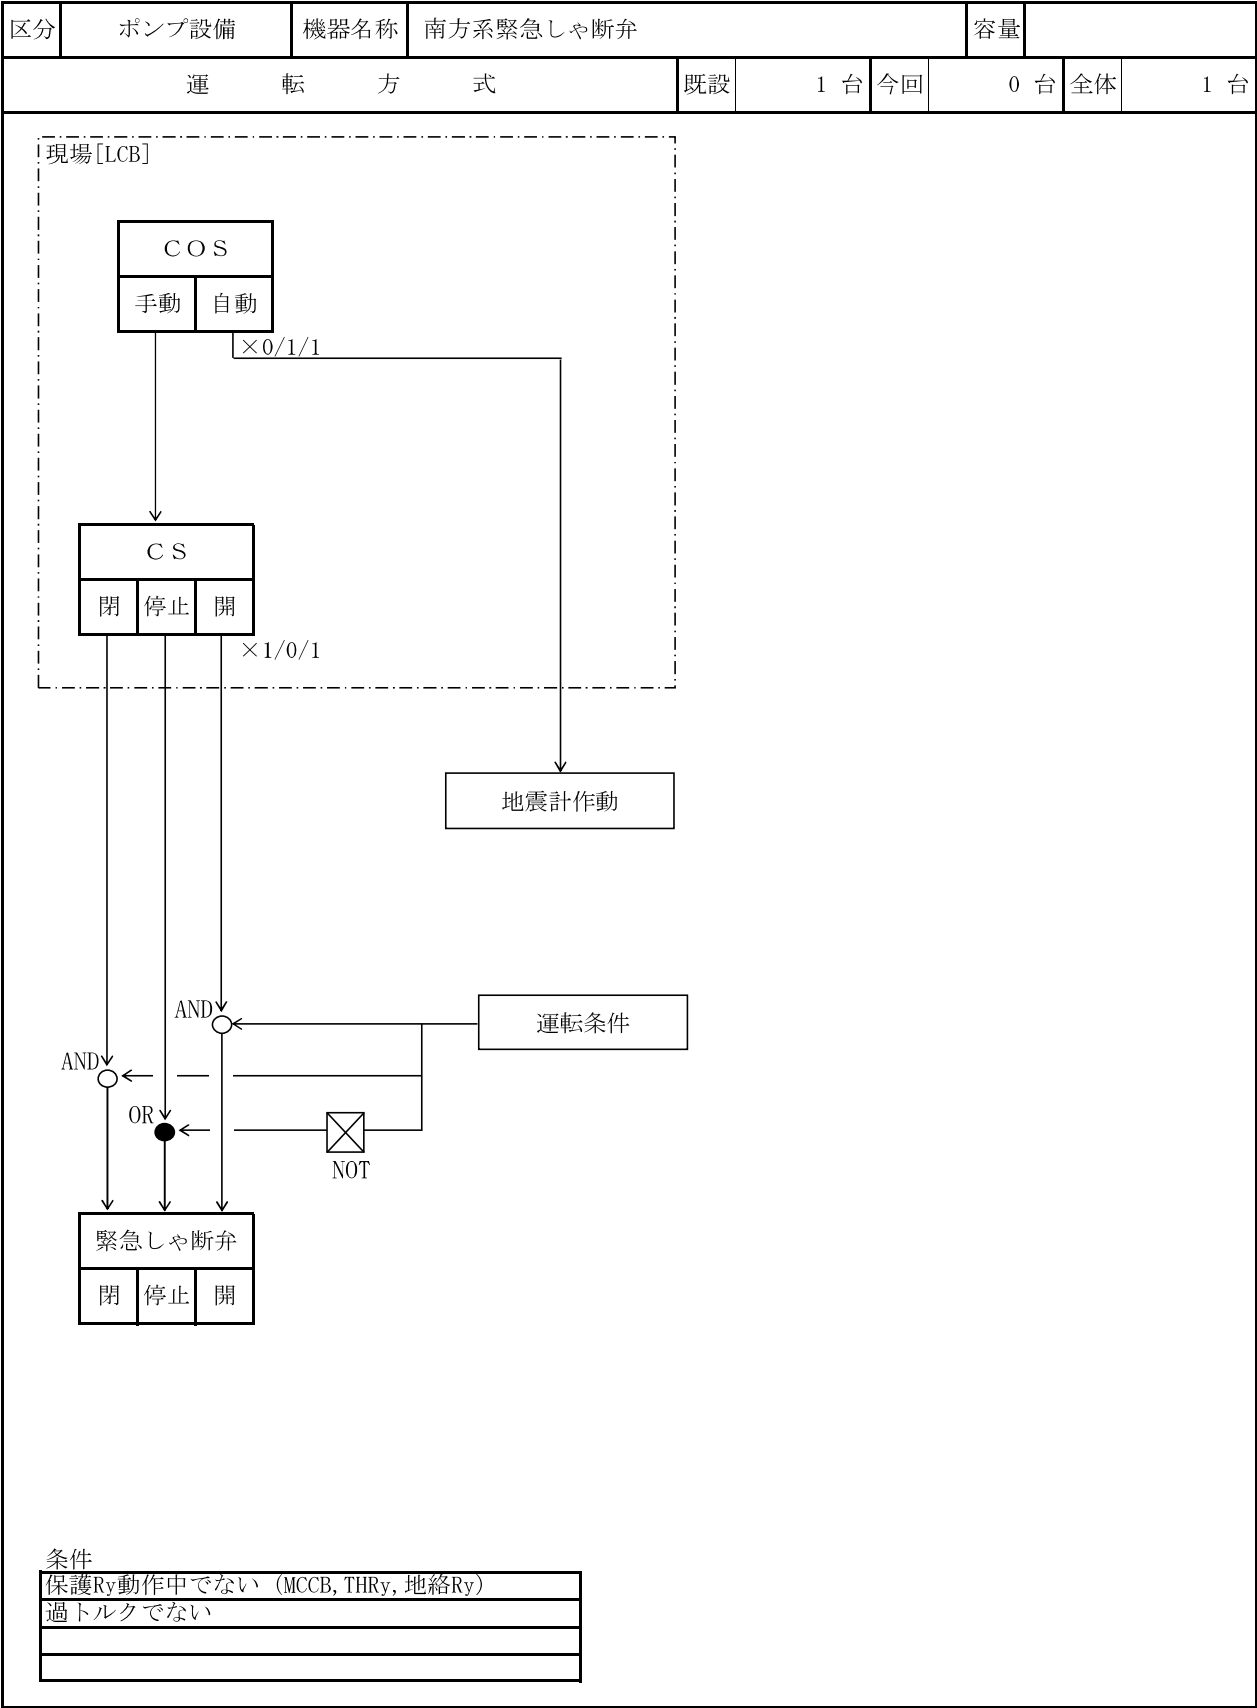 区分 ポンプ設備 機器名称 南方系緊急しゃ断弁 容量
運 転 方 式 既設 1 台 今回 0 台 全体 1 台
現場[LCB]
ＣＯＳ
手動 自動
×0/1/1
ＣＳ
閉 停止 開
×1/0/1
地震計作動
AND
運転条件
AND
OR
NOT
緊急しゃ断弁
閉 停止 開
条件
保護Ry動作中でない（MCCB,THRy,地絡Ry）
過トルクでない